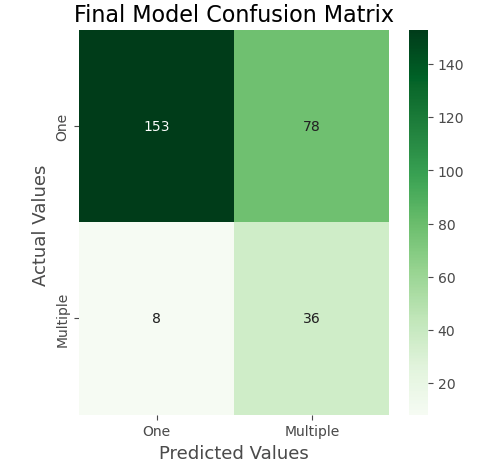 Final Model Confusion Matrix
One
153
78
Multiple
8
36
One
Multiple
Actual Values
Predicted Values
140
120
100
80
60
40
20